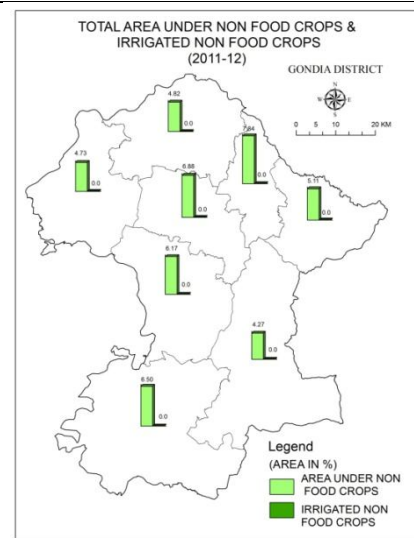 TOTAL AREA UNDER NON FOOD CROPS &
IRRIGATED NON FOOD CROPS
(2011-12)
GONDIA DISTRICT
N
W E
S
0 5 10 20 KM
4.82
0.0
7.84
0.0
4.73
0.0
6.88
0.0
5.11
0.0
6.17
0.0
4.27
0.0
6.50
0.0
Legend
(AREA IN %)
AREA UNDER NON
FOOD CROPS
IRRIGATED NON
FOOD CROPS